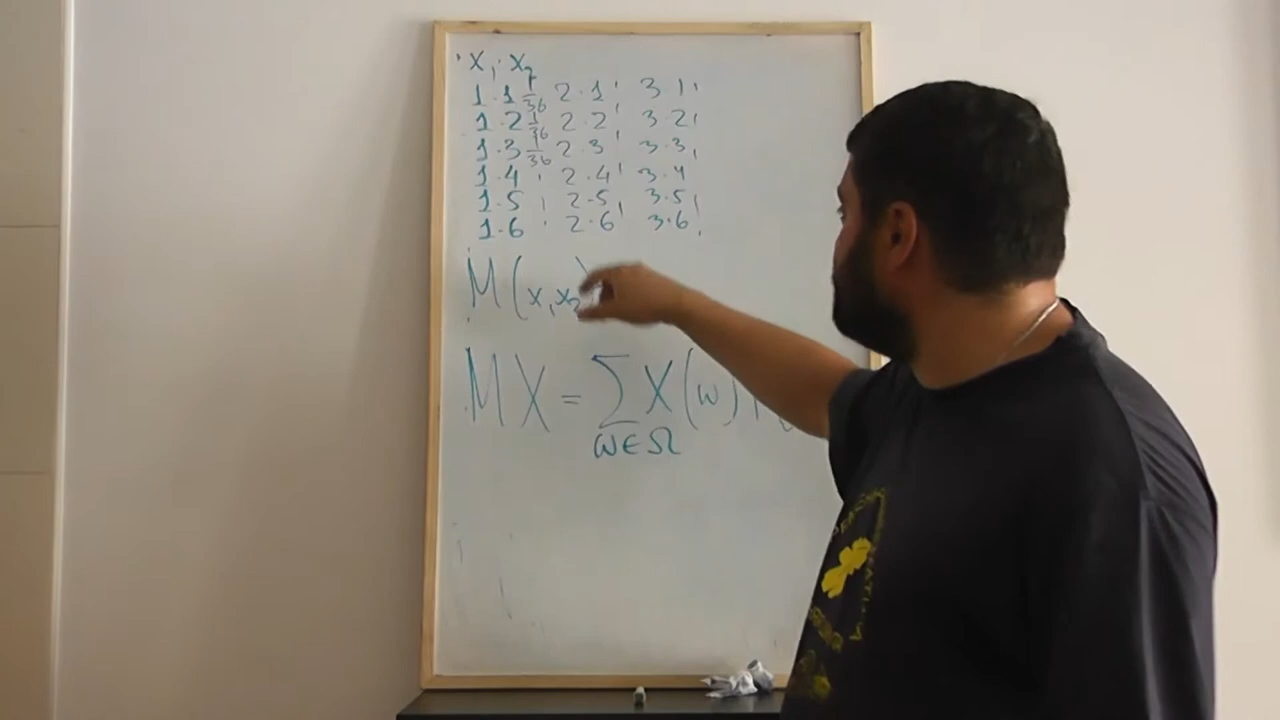 X₁·X₂
1·1 1/36 2·1 3·1
1·2 1/36 2·2 3·2
1·3 1/36 2·3 3·3
1·4 2·4 3·4
1·5 2·5 3·5
1·6 2·6 3·6
M(x₁x₂)
MX = ∑ X(ω)
ω∈Ω